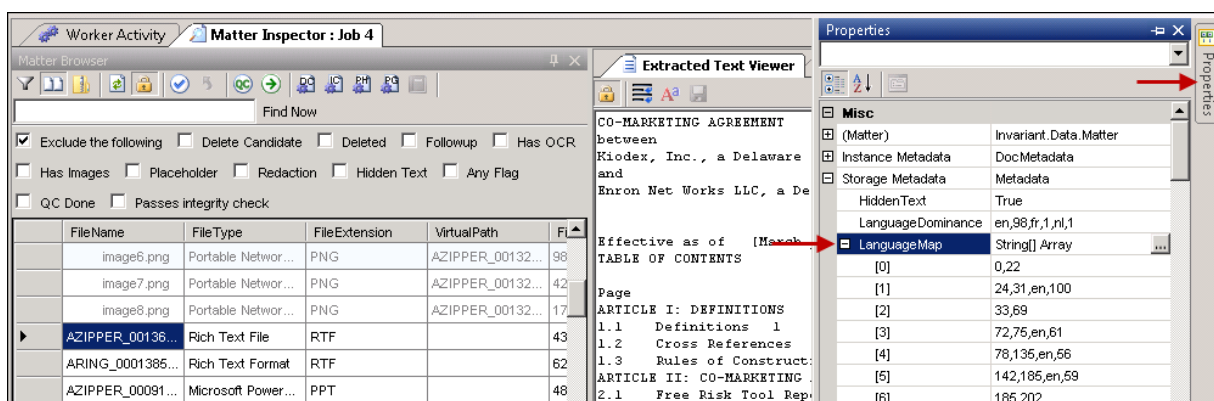 Worker Activity
Matter Inspector : Job 4
Matter Browser
QC
Find Now
Exclude the following Delete Candidate Deleted Followup Has OCR
Has Images Placeholder Redaction Hidden Text Any Flag
QC Done Passes integrity check
FileName FileType FileExtension VirtualPath Fi
image6.png Portable Networ... PNG AZIPPER_00132... 98
image7.png Portable Networ... PNG AZIPPER_00132... 42
image8.png Portable Networ... PNG AZIPPER_00132... 17
AZIPPER_00136... Rich Text File RTF 43
ARING_0001385... Rich Text Format RTF 62
AZIPPER_00091... Microsoft Power... PPT 48
Extracted Text Viewer
CO-MARKETING AGREEMENT
between
Kiodex, Inc., a Delaware
and
Enron Net Works LLC, a De
Effective as of [March
TABLE OF CONTENTS
Page
ARTICLE I: DEFINITIONS
1.1 Definitions 1
1.2 Cross References
1.3 Rules of Construct
ARTICLE II: CO-MARKETING
2.1 Free Risk Tool Rep
Properties
Misc
(Matter) Invariant.Data.Matter
Instance Metadata DocMetadata
Storage Metadata Metadata
HiddenText True
LanguageDominance en,98,fr,1,nl,1
LanguageMap String[] Array ...
[0] 0,22
[1] 24,31,en,100
[2] 33,69
[3] 72,75,en,61
[4] 78,135,en,56
[5] 142,185,en,59
[6] 185,202
Properties